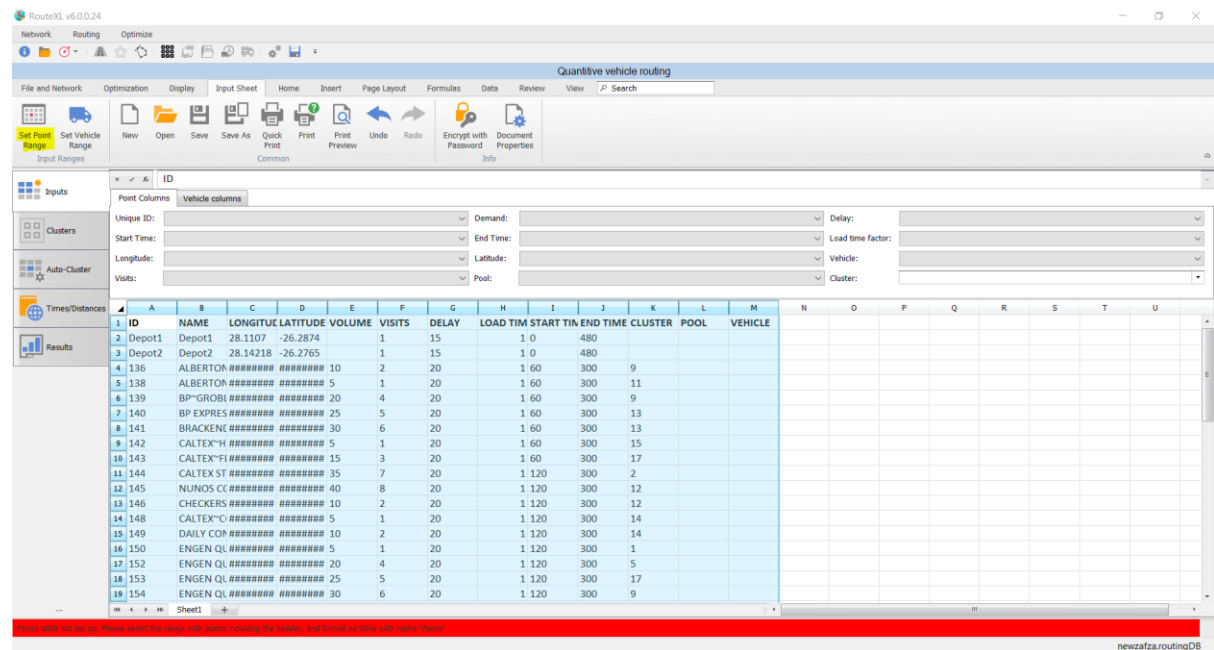 RouteXL v6.0.0.24
Network Routing Optimize
Quantitive vehicle routing
File and Network Optimization Display Input Sheet Home Insert Page Layout Formulas Data Review View Search
Set Point Range Set Vehicle Range New Open Save Save As Quick Print Print Print Preview Undo Redo Encrypt with Password Document Properties
Input Ranges Common Info
Inputs
Clusters
Auto-Cluster
Times/Distances
Results
...
ID
Point Columns Vehicle columns
Unique ID: Demand: Delay:
Start Time: End Time: Load time factor:
Longitude: Latitude: Vehicle:
Visits: Pool: Cluster:
A B C D E F G H I J K L M N O P Q R S T U
1 ID NAME LONGITUD LATITUDE VOLUME VISITS DELAY LOAD TIM START TIN END TIME CLUSTER POOL VEHICLE
2 Depot1 Depot1 28.1107 -26.2874 1 15 1 0 480
3 Depot2 Depot2 28.14218 -26.2765 1 15 1 0 480
4 136 ALBERTON ######## ######## 10 2 20 1 60 300 9
5 138 ALBERTON ######## ######## 5 1 20 1 60 300 11
6 139 BP~GROBL ######## ######## 20 4 20 1 60 300 9
7 140 BP EXPRES ######## ######## 25 5 20 1 60 300 13
8 141 BRACKEND ######## ######## 30 6 20 1 60 300 13
9 142 CALTEX~H ######## ######## 5 1 20 1 60 300 15
10 143 CALTEX~FL ######## ######## 15 3 20 1 60 300 17
11 144 CALTEX ST ######## ######## 35 7 20 1 120 300 2
12 145 NUNOS CO ######## ######## 40 8 20 1 120 300 12
13 146 CHECKERS ######## ######## 10 2 20 1 120 300 12
14 148 CALTEX~CO ######## ######## 5 1 20 1 120 300 14
15 149 DAILY CON ######## ######## 10 2 20 1 120 300 14
16 150 ENGEN QU ######## ######## 5 1 20 1 120 300 1
17 152 ENGEN QU ######## ######## 20 4 20 1 120 300 5
18 153 ENGEN QU ######## ######## 25 5 20 1 120 300 17
19 154 ENGEN QU ######## ######## 30 6 20 1 120 300 9
Sheet1
Points table not set up. Please select the range with points including the header, and format as table with name 'Points'
newzafza.routingDB